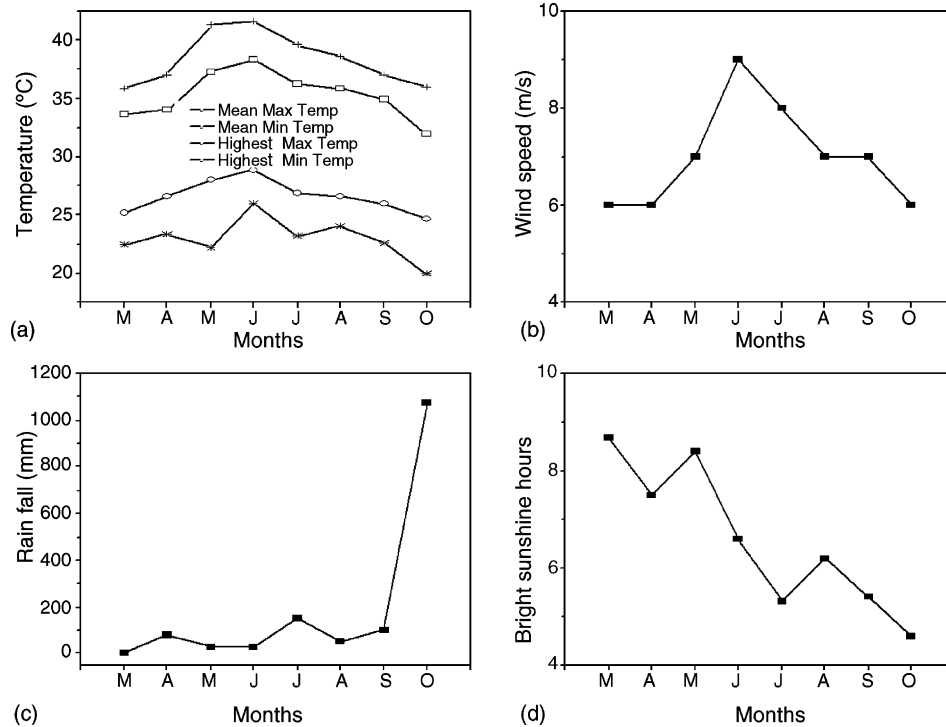 40
35
30
25
20
Temperature (°C)
Mean Max Temp
Mean Min Temp
Highest Max Temp
Highest Min Temp
M A M J J A S O
(a)
Months
10
8
6
4
Wind speed (m/s)
M A M J J A S O
(b)
Months
1200
1000
800
600
400
200
0
Rain fall (mm)
M A M J J A S O
(c)
Months
10
8
6
4
Bright sunshine hours
M A M J J A S O
(d)
Months